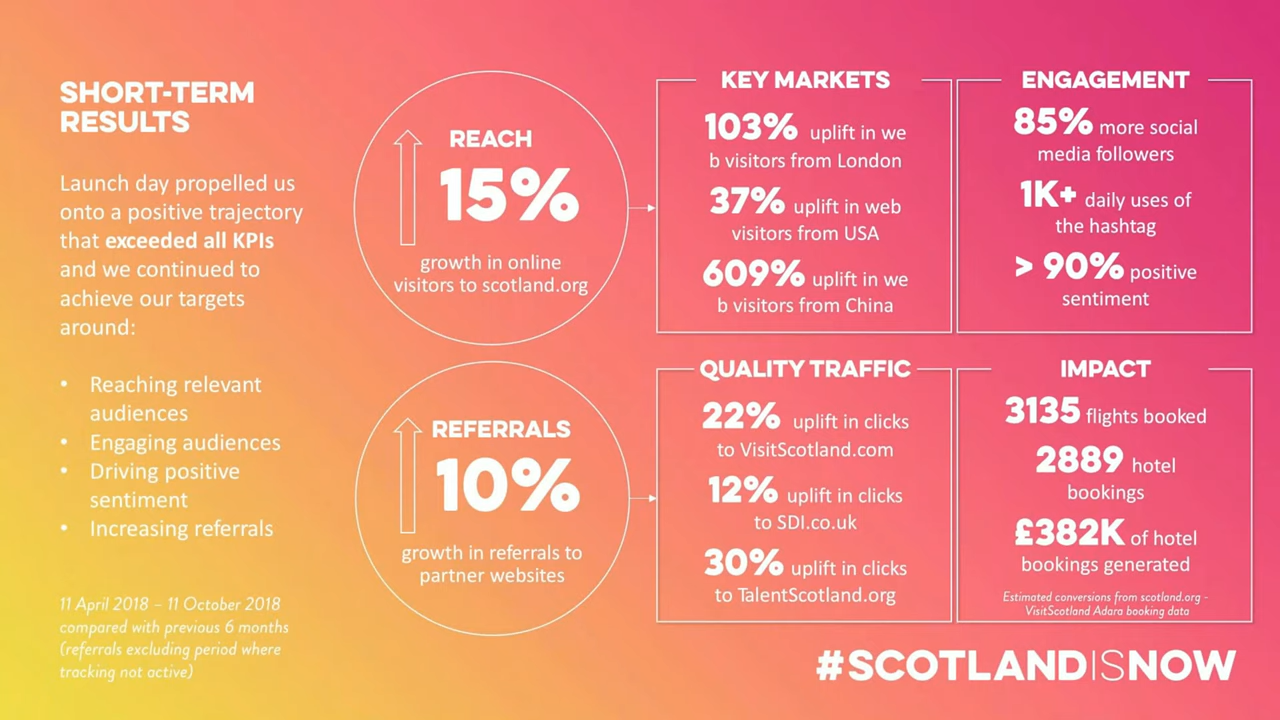 SHORT-TERM
RESULTS
Launch day propelled us
onto a positive trajectory
that exceeded all KPIs
and we continued to
achieve our targets
around:
• Reaching relevant
audiences
• Engaging audiences
• Driving positive
sentiment
• Increasing referrals
11 April 2018 – 11 October 2018
compared with previous 6 months
(referrals excluding period where
tracking not active)
REACH
15%
growth in online
visitors to scotland.org
REFERRALS
10%
growth in referrals to
partner websites
KEY MARKETS
103% uplift in we
b visitors from London
37% uplift in web
visitors from USA
609% uplift in we
b visitors from China
ENGAGEMENT
85% more social
media followers
1K+ daily uses of
the hashtag
> 90% positive
sentiment
QUALITY TRAFFIC
22% uplift in clicks
to VisitScotland.com
12% uplift in clicks
to SDI.co.uk
30% uplift in clicks
to TalentScotland.org
IMPACT
3135 flights booked
2889 hotel
bookings
£382K of hotel
bookings generated
Estimated conversions from scotland.org -
VisitScotland Adara booking data
#SCOTLANDISNOW